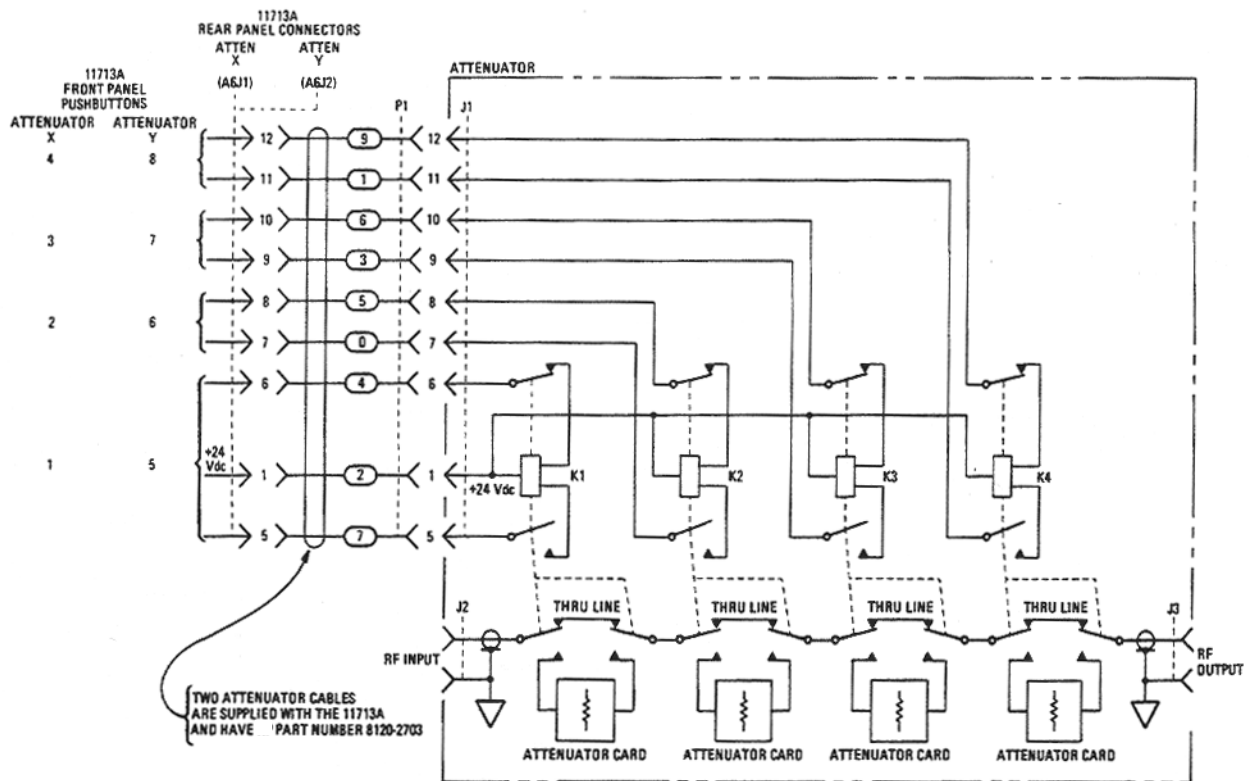 11713A
REAR PANEL CONNECTORS
ATTEN ATTEN
X Y
(A6J1) (A6J2)
11713A
FRONT PANEL
PUSHBUTTONS
ATTENUATOR ATTENUATOR
X Y
ATTENUATOR
P1 J1
4 8
12 9 12
11 1 11
3 7
10 6 10
9 3 9
2 6
8 5 8
7 0 7
6 4 6
1 5
+24
Vdc
1 2 1
+24 Vdc
K1 K2 K3 K4
5 7 5
J2
THRU LINE THRU LINE THRU LINE THRU LINE
J3
RF INPUT
RF
OUTPUT
TWO ATTENUATOR CABLES
ARE SUPPLIED WITH THE 11713A
AND HAVE PART NUMBER 8120-2703
ATTENUATOR CARD ATTENUATOR CARD ATTENUATOR CARD ATTENUATOR CARD